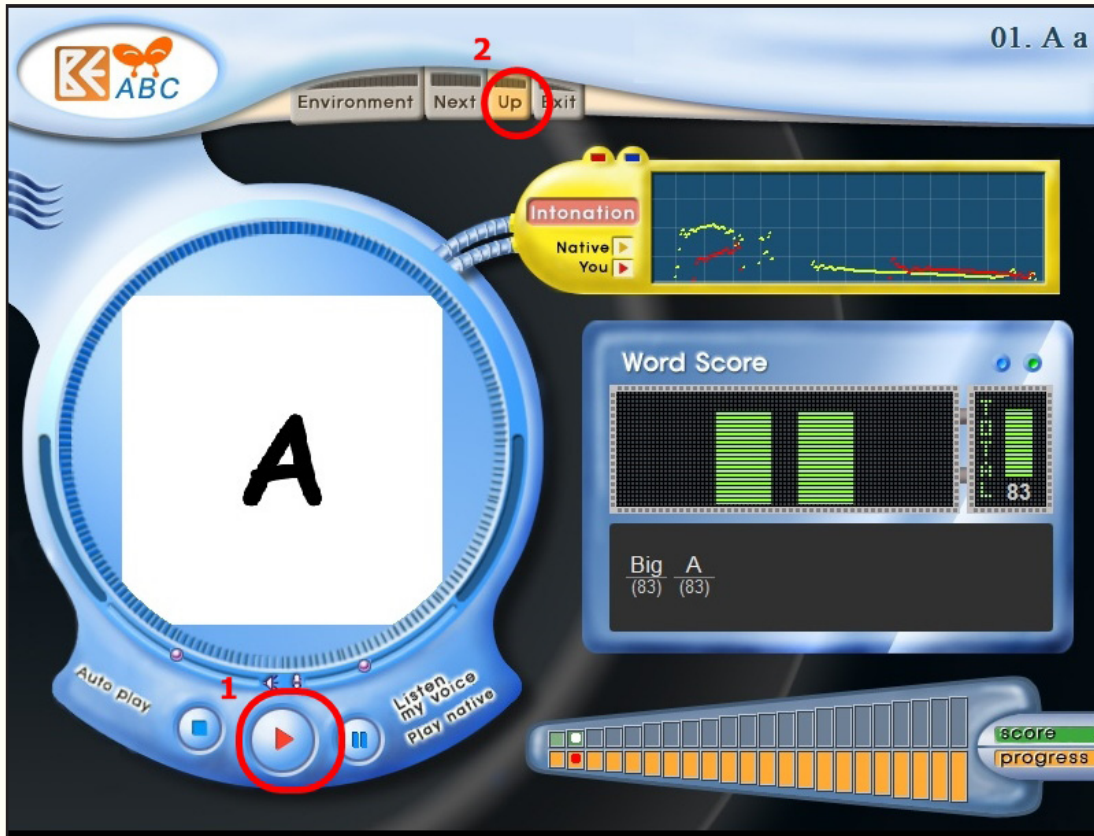 01. A a
ABC
2
Environment Next Up Exit
Intonation
Native
You
Word Score
TOTAL
83
A
Big A
(83) (83)
Auto play
1
Listen my voice
Play native
score
progress